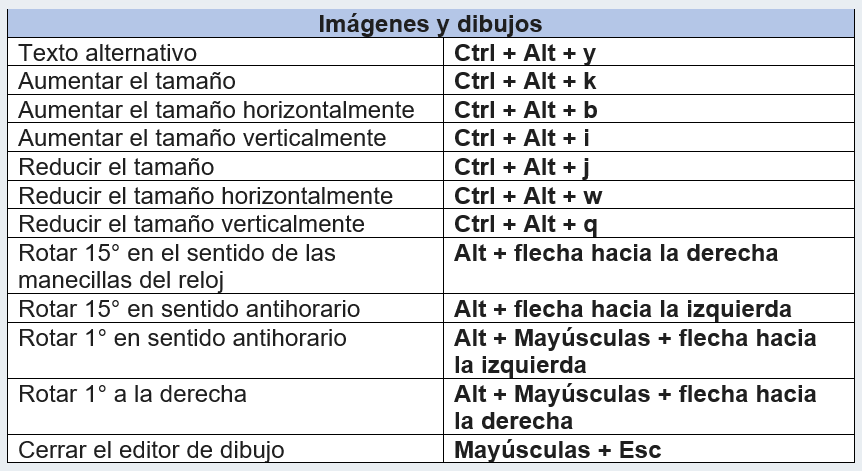 Imágenes y dibujos
Texto alternativo Ctrl + Alt + y
Aumentar el tamaño Ctrl + Alt + k
Aumentar el tamaño horizontalmente Ctrl + Alt + b
Aumentar el tamaño verticalmente Ctrl + Alt + i
Reducir el tamaño Ctrl + Alt + j
Reducir el tamaño horizontalmente Ctrl + Alt + w
Reducir el tamaño verticalmente Ctrl + Alt + q
Rotar 15° en el sentido de las
manecillas del reloj
Alt + flecha hacia la derecha
Rotar 15° en sentido antihorario Alt + flecha hacia la izquierda
Rotar 1° en sentido antihorario
Alt + Mayúsculas + flecha hacia
la izquierda
Rotar 1° a la derecha
Alt + Mayúsculas + flecha hacia
la derecha
Cerrar el editor de dibujo Mayúsculas + Esc